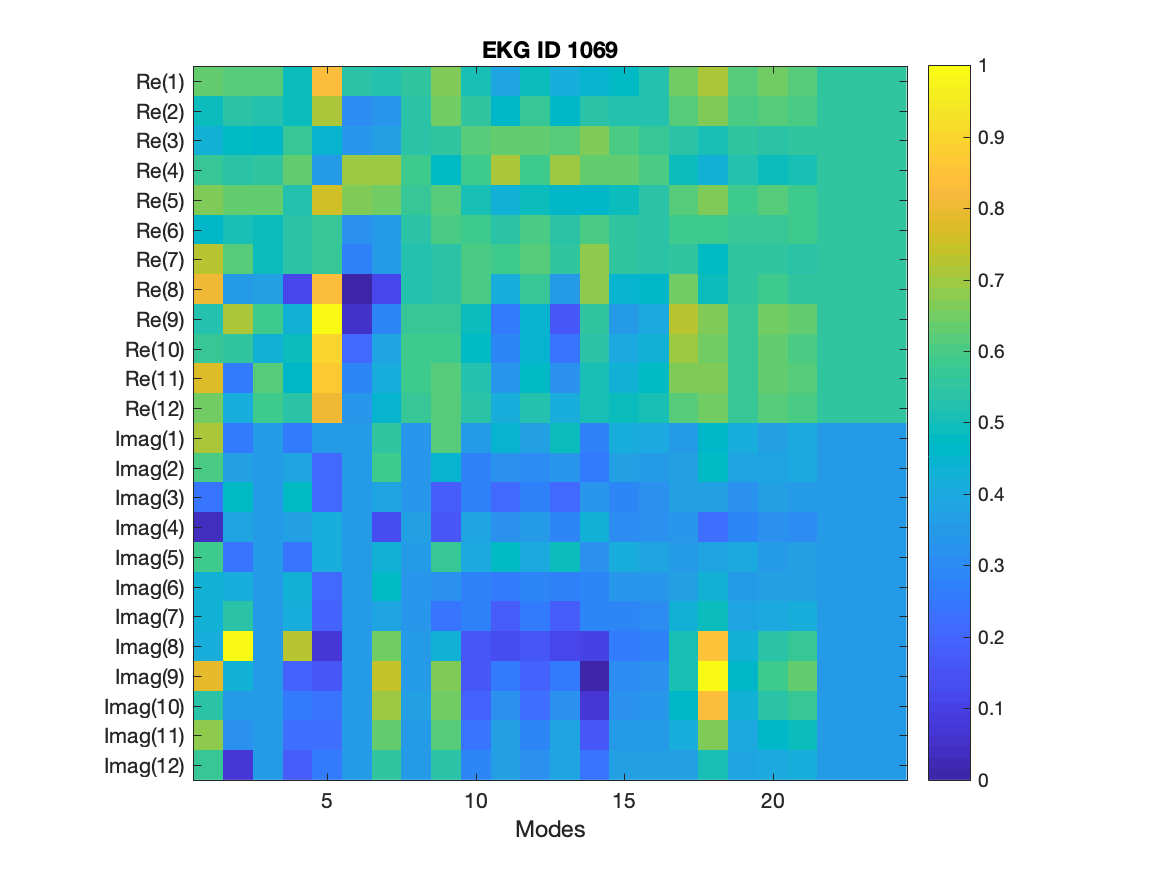 EKG ID 1069
Re(1)
Re(2)
Re(3)
Re(4)
Re(5)
Re(6)
Re(7)
Re(8)
Re(9)
Re(10)
Re(11)
Re(12)
Imag(1)
Imag(2)
Imag(3)
Imag(4)
Imag(5)
Imag(6)
Imag(7)
Imag(8)
Imag(9)
Imag(10)
Imag(11)
Imag(12)
5 10 15 20
Modes
1
0.9
0.8
0.7
0.6
0.5
0.4
0.3
0.2
0.1
0